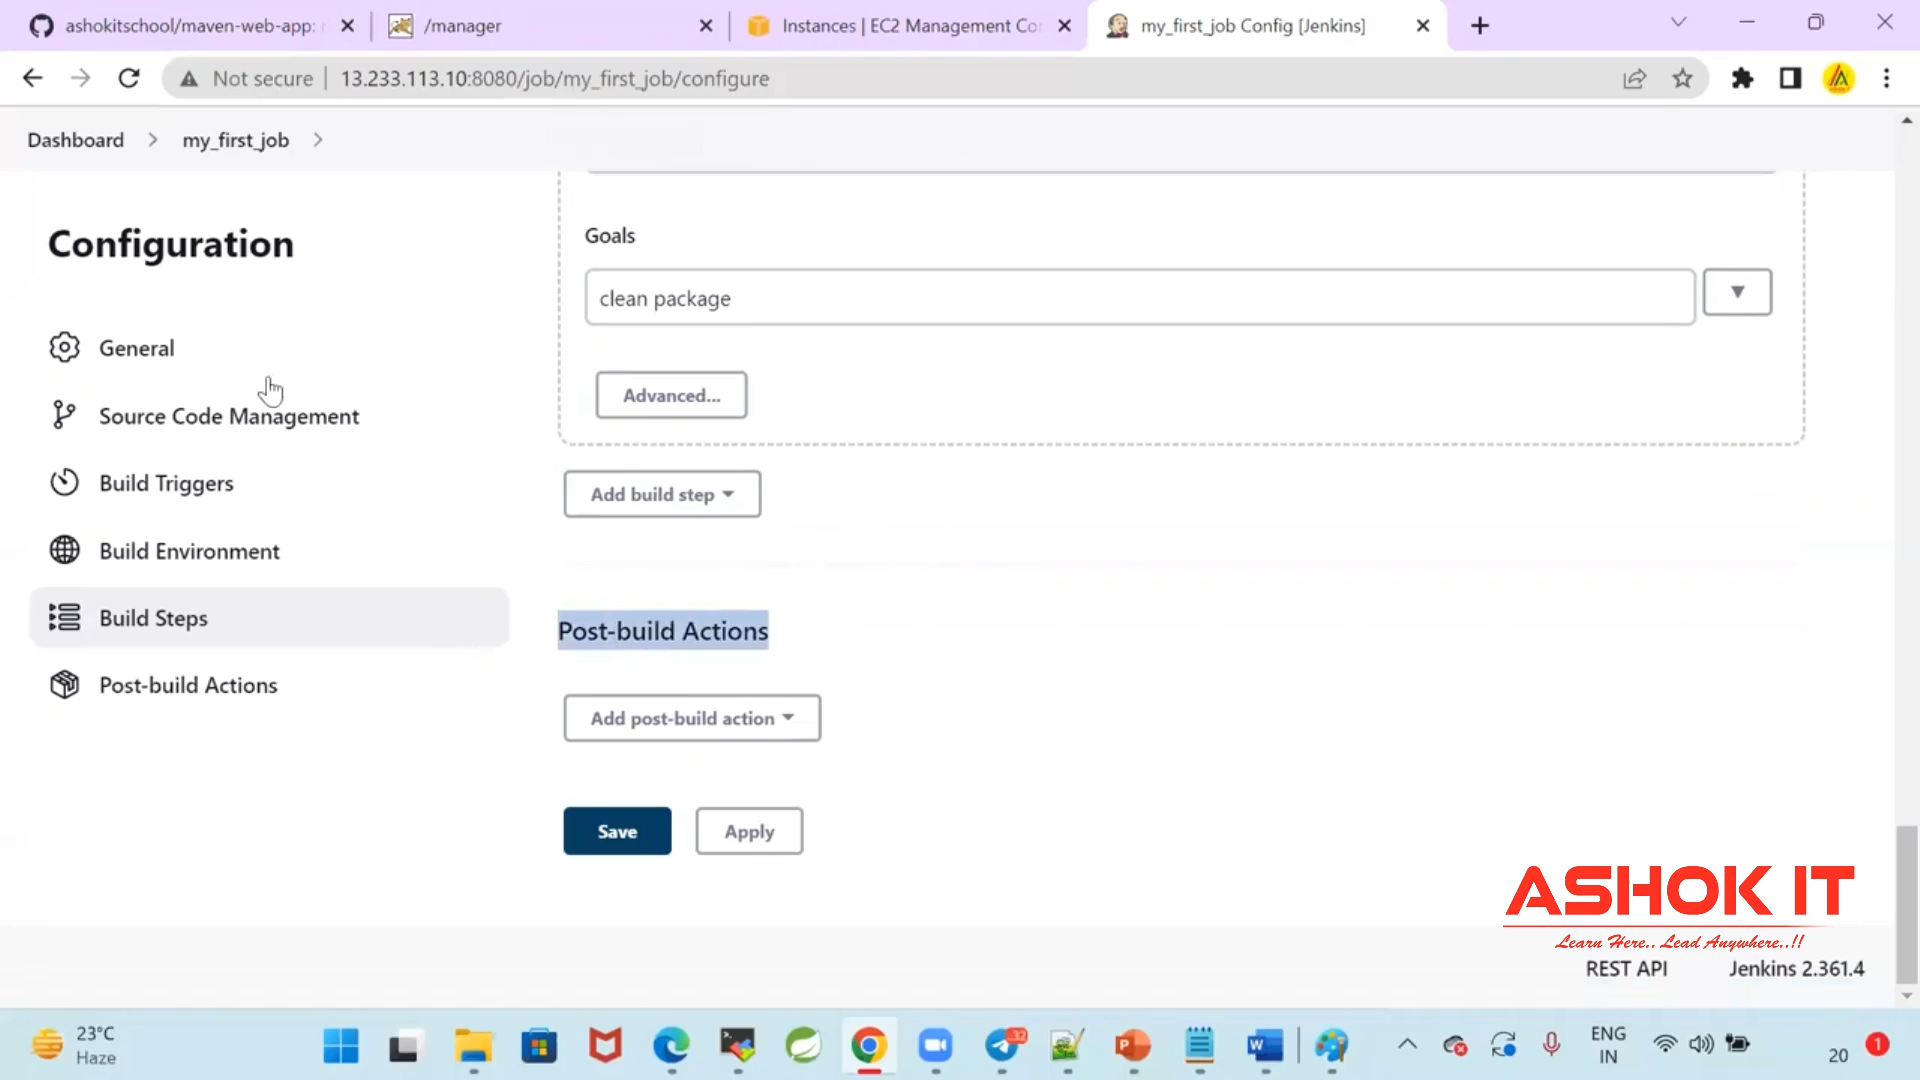 ashokitschool/maven-web-app:
/manager
Instances | EC2 Management Co
my_first_job Config [Jenkins]
Not secure
13.233.113.10:8080/job/my_first_job/configure
Dashboard
my_first_job
Configuration
General
Source Code Management
Build Triggers
Build Environment
Build Steps
Post-build Actions
Goals
clean package
Advanced...
Add build step
Post-build Actions
Add post-build action
Save
Apply
ASHOK IT
Learn Here.. Lead Anywhere..!!
REST API
Jenkins 2.361.4
23°C
Haze
32
ENG
IN
20
1